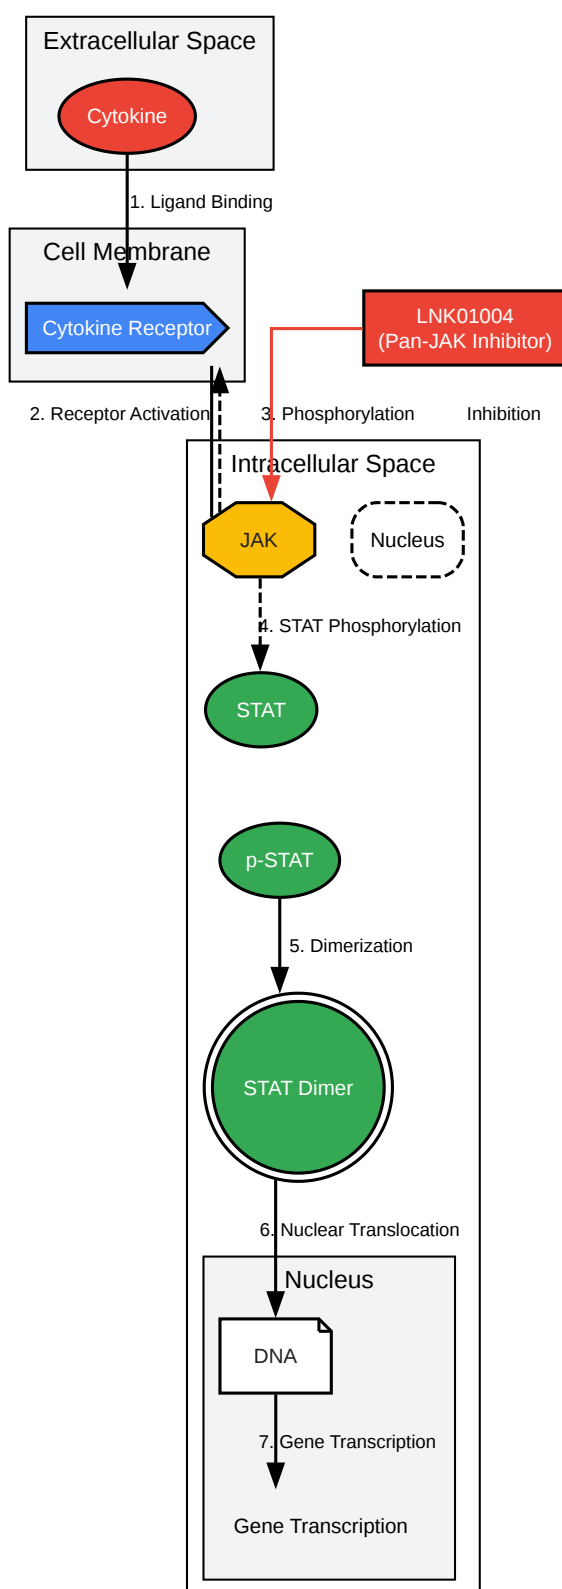 Extracellular Space
Cytokine
1. Ligand Binding
Cell Membrane
Cytokine Receptor
LNK01004
(Pan-JAK Inhibitor)
2. Receptor Activation
3. Phosphorylation
Inhibition
Intracellular Space
JAK
Nucleus
4. STAT Phosphorylation
STAT
p-STAT
5. Dimerization
STAT Dimer
6. Nuclear Translocation
Nucleus
DNA
7. Gene Transcription
Gene Transcription